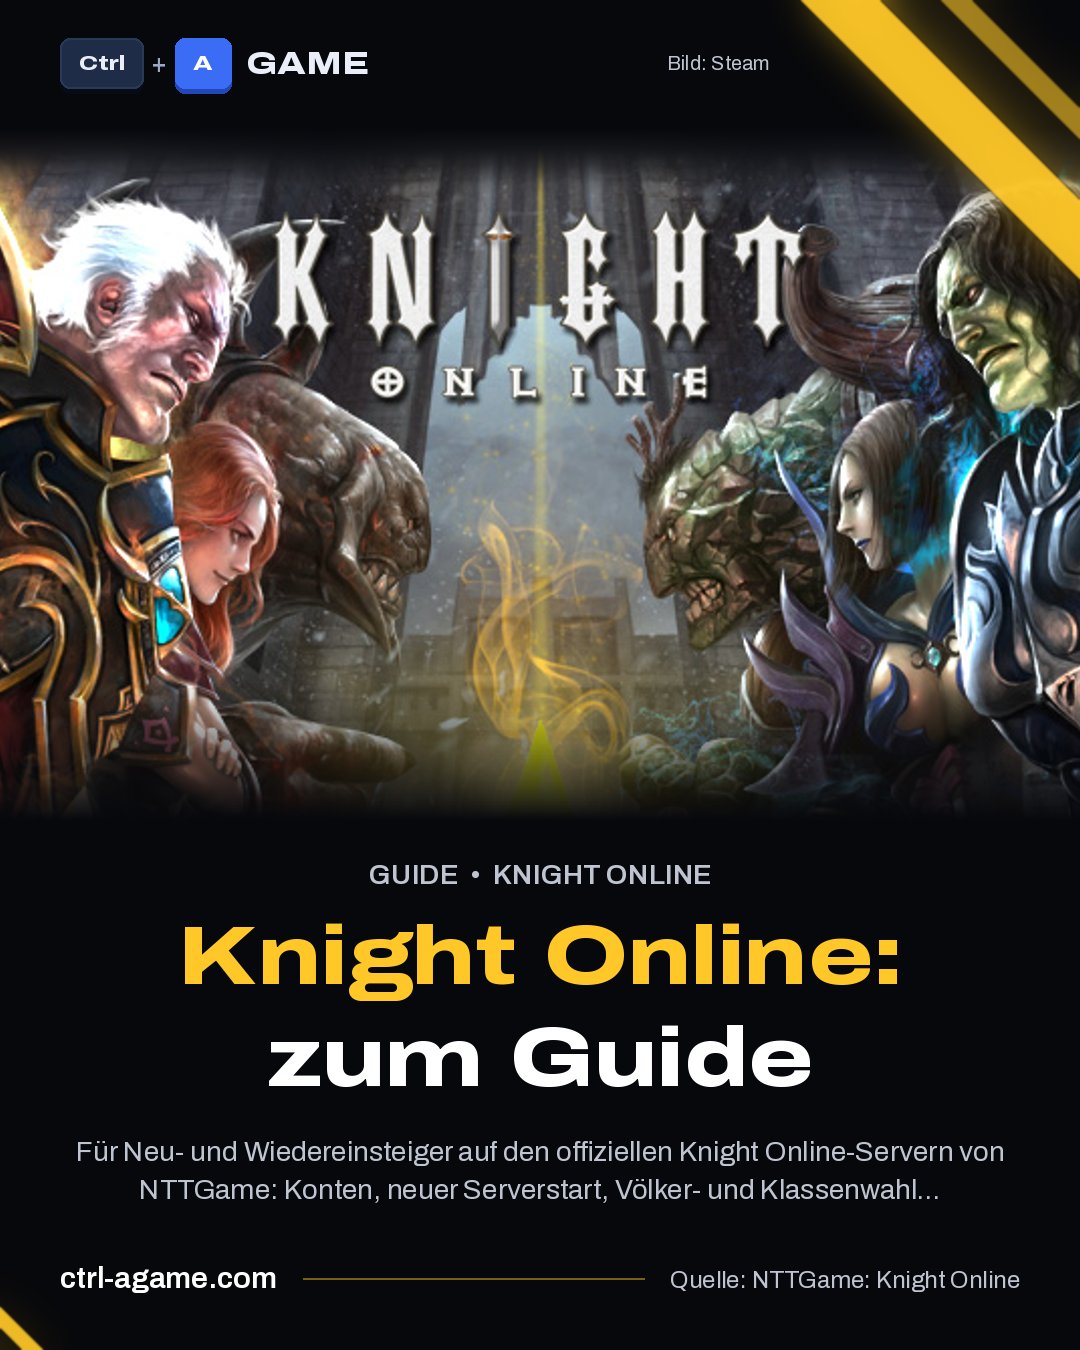 Ctrl + A GAME
Bild: Steam
KNIGHT
ONLINE
GUIDE • KNIGHT ONLINE
Knight Online:
zum Guide
Für Neu- und Wiedereinsteiger auf den offiziellen Knight Online-Servern von
NTTGame: Konten, neuer Serverstart, Völker- und Klassenwahl...
ctrl-agame.com
Quelle: NTTGame: Knight Online